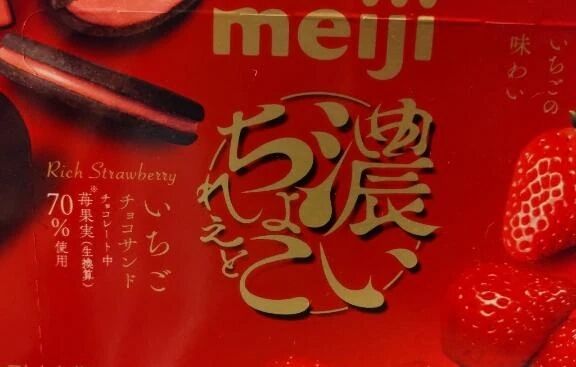 meiji
いちごの
味わい
濃い
ちょこ
れえと
Rich Strawberry
いちご
チョコサンド
チョコレート中
※
苺果実(生換算)
70%使用